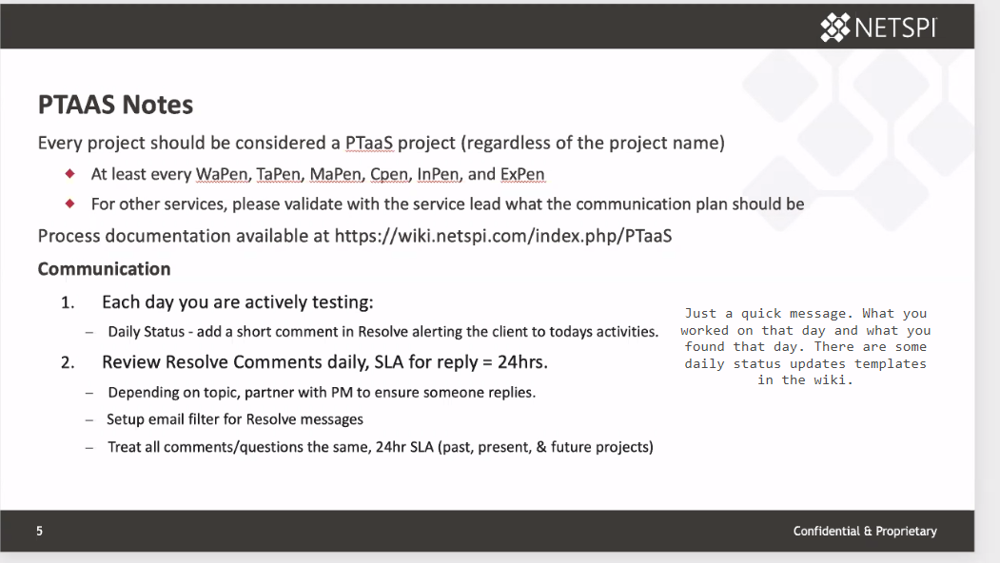 NETSPI
PTAAS Notes
Every project should be considered a PTaaS project (regardless of the project name)
At least every WaPen, TaPen, MaPen, Cpen, InPen, and ExPen
For other services, please validate with the service lead what the communication plan should be
Process documentation available at https://wiki.netspi.com/index.php/PTaaS
Communication
1. Each day you are actively testing:
– Daily Status - add a short comment in Resolve alerting the client to todays activities.
2. Review Resolve Comments daily, SLA for reply = 24hrs.
– Depending on topic, partner with PM to ensure someone replies.
– Setup email filter for Resolve messages
– Treat all comments/questions the same, 24hr SLA (past, present, & future projects)
Just a quick message. What you
worked on that day and what you
found that day. There are some
daily status updates templates
in the wiki.
5
Confidential & Proprietary